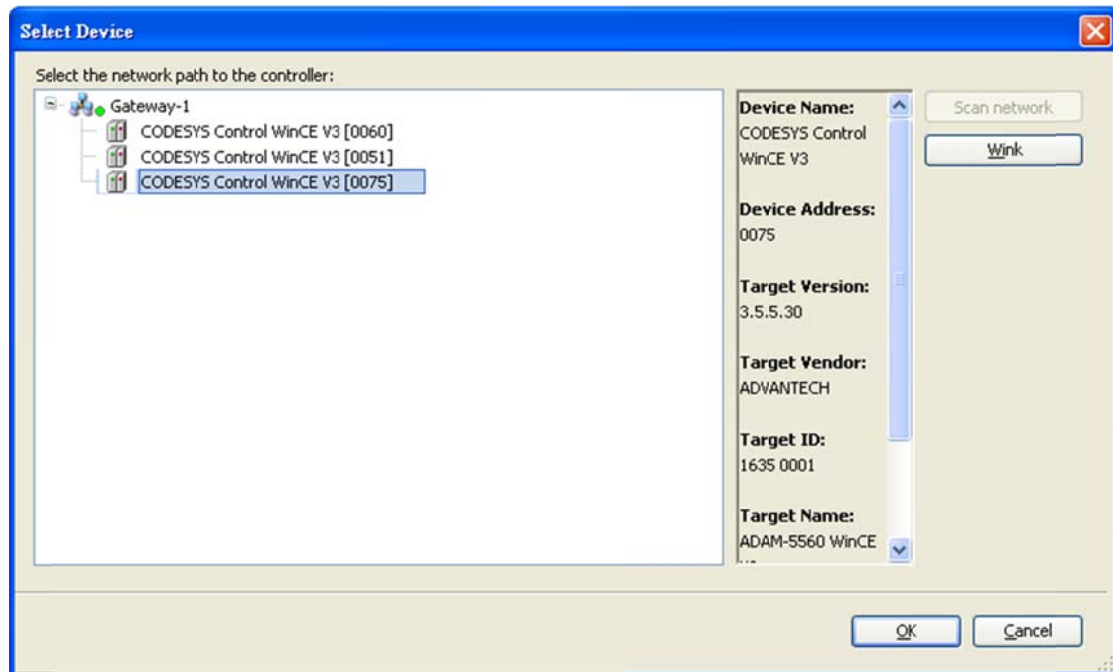 Select Device
Select the network path to the controller:
Gateway-1
CODESYS Control WinCE V3 [0060]
CODESYS Control WinCE V3 [0051]
CODESYS Control WinCE V3 [0075]
Device Name:
CODESYS Control
WinCE V3
Device Address:
0075
Target Version:
3.5.5.30
Target Vendor:
ADVANTECH
Target ID:
1635 0001
Target Name:
ADAM-5560 WinCE
Scan network
Wink
OK
Cancel